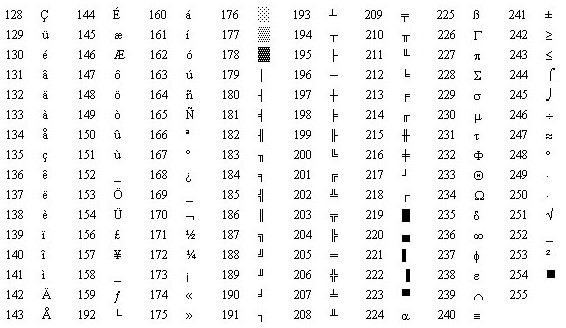 128 Ç 144 É 160 á 176 ░ 193 ┴ 209 ╤ 225 ß 241 ±
129 ü 145 æ 161 í 177 ▒ 194 ┬ 210 ╥ 226 Γ 242 ≥
130 é 146 Æ 162 ó 178 ▓ 195 ├ 211 ╙ 227 π 243 ≤
131 â 147 ô 163 ú 179 │ 196 ─ 212 ╘ 228 Σ 244 ⌠
132 ä 148 ö 164 ñ 180 ┤ 197 ┼ 213 ╒ 229 σ 245 ⌡
133 à 149 ò 165 Ñ 181 ╡ 198 ╞ 214 ╓ 230 µ 246 ÷
134 å 150 û 166 ª 182 ╢ 199 ╟ 215 ╫ 231 τ 247 ≈
135 ç 151 ù 167 º 183 ╖ 200 ╚ 216 ╪ 232 Φ 248 °
136 ê 152 _ 168 ¿ 184 ╕ 201 ╔ 217 ┘ 233 Θ 249 ·
137 ë 153 Ö 169 _ 185 ╣ 202 ╩ 218 ┌ 234 Ω 250 ·
138 è 154 Ü 170 ¬ 186 ║ 203 ╦ 219 █ 235 δ 251 √
139 ï 156 £ 171 ½ 187 ╗ 204 ╠ 220 ▄ 236 ∞ 252 _
140 î 157 ¥ 172 ¼ 188 ╝ 205 ═ 221 ▌ 237 φ 253 ²
141 ì 158 _ 173 ¡ 189 ╜ 206 ╬ 222 ▐ 238 ε 254 ■
142 Ä 159 ƒ 174 « 190 ╛ 207 ╧ 223 ▀ 239 ∩ 255
143 Å 192 └ 175 » 191 ┐ 208 ╨ 224 α 240 ≡